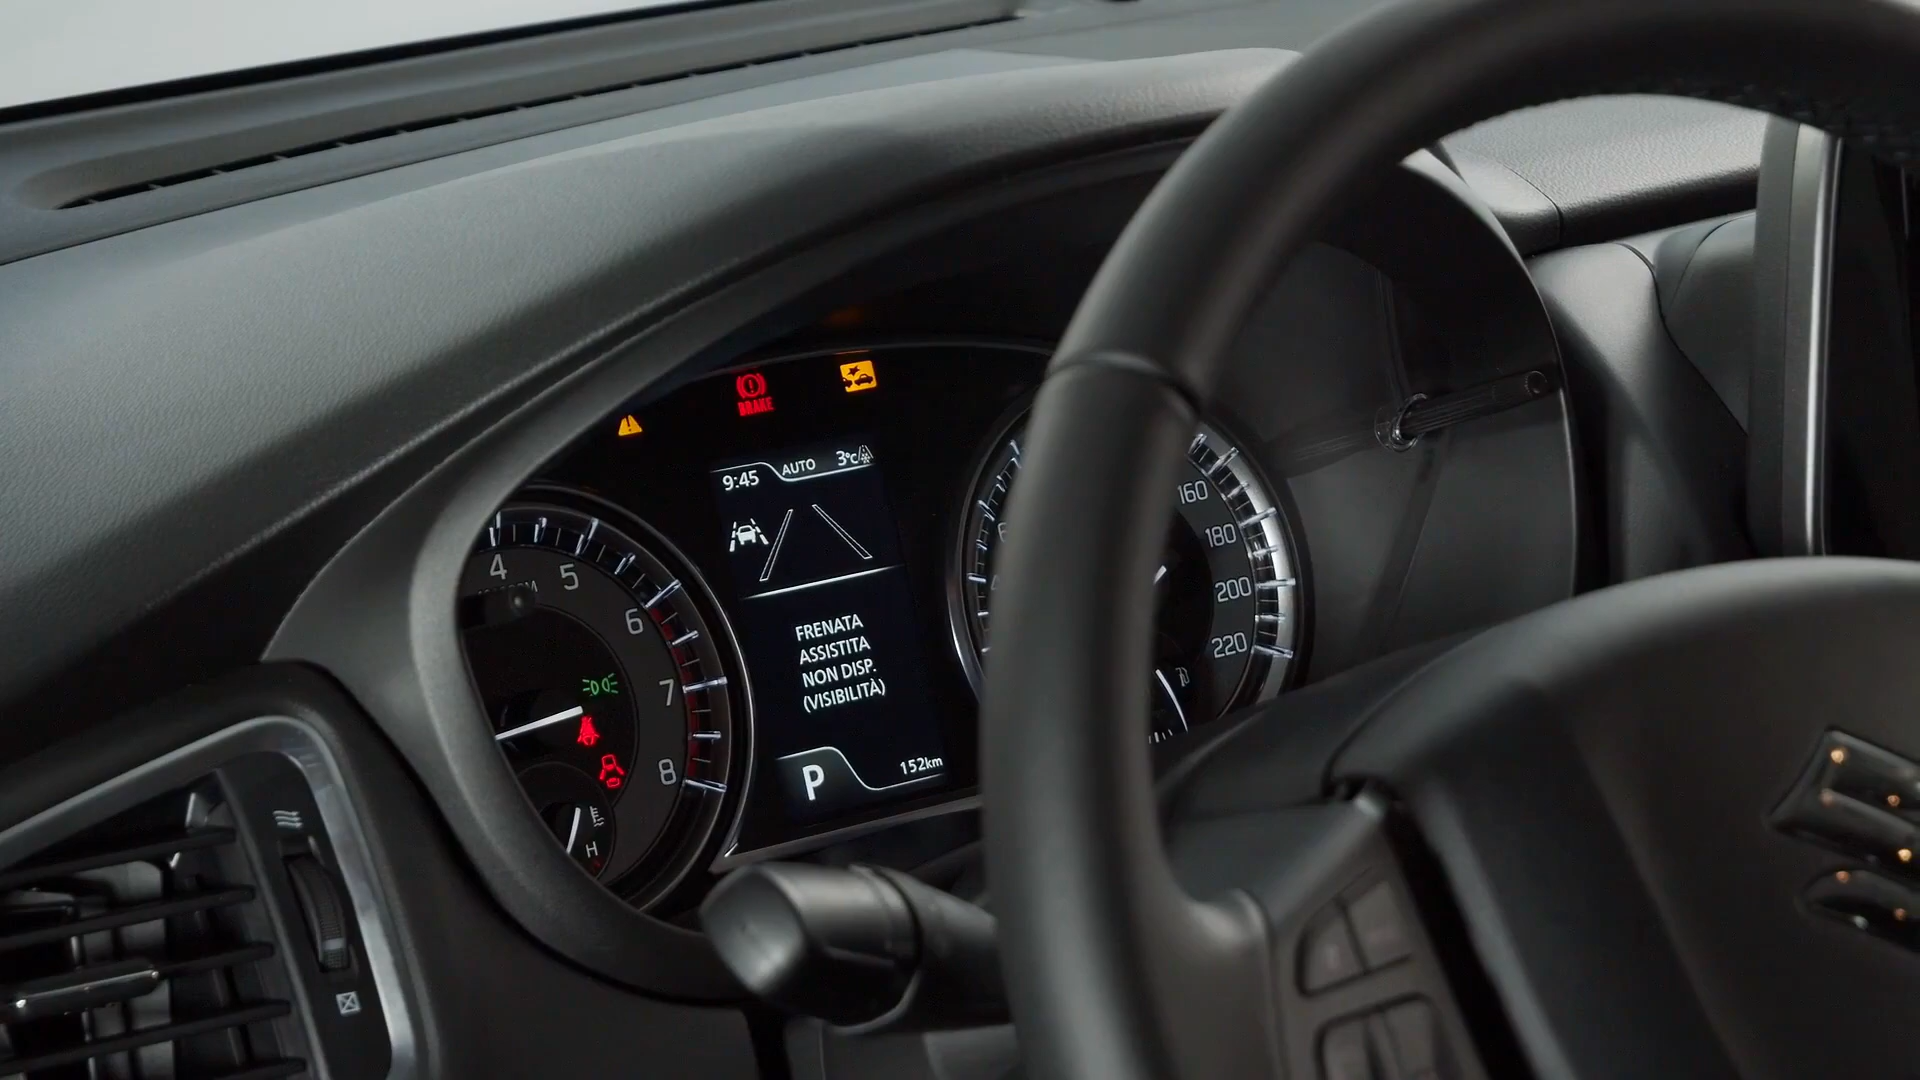 BRAKE
9:45 AUTO 3°C
FRENATA
ASSISTITA
NON DISP.
(VISIBILITÀ)
P 152km
4
5
6
7
8
H
160
180
200
220